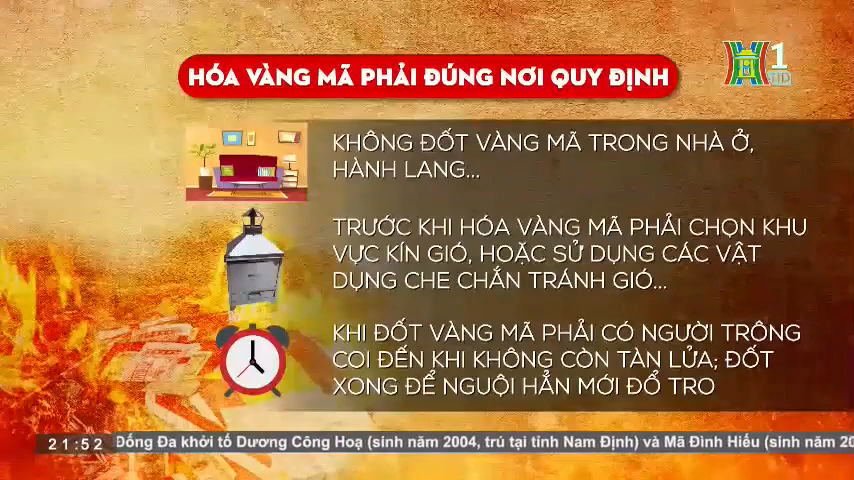 HÓA VÀNG MÃ PHẢI ĐÚNG NƠI QUY ĐỊNH
H 1
KHÔNG ĐỐT VÀNG MÃ TRONG NHÀ Ở,
HÀNH LANG...
TRƯỚC KHI HÓA VÀNG MÃ PHẢI CHỌN KHU
VỰC KÍN GIÓ, HOẶC SỬ DỤNG CÁC VẬT
DỤNG CHE CHẮN TRÁNH GIÓ...
KHI ĐỐT VÀNG MÃ PHẢI CÓ NGƯỜI TRÔNG
COI ĐẾN KHI KHÔNG CÒN TÀN LỬA; ĐỐT
XONG ĐỂ NGUỘI HẲN MỚI ĐỔ TRO
21:52 Đống Đa khởi tố Dương Công Hoạ (sinh năm 2004, trú tại tỉnh Nam Định) và Mã Đình Hiếu (sinh năm 20